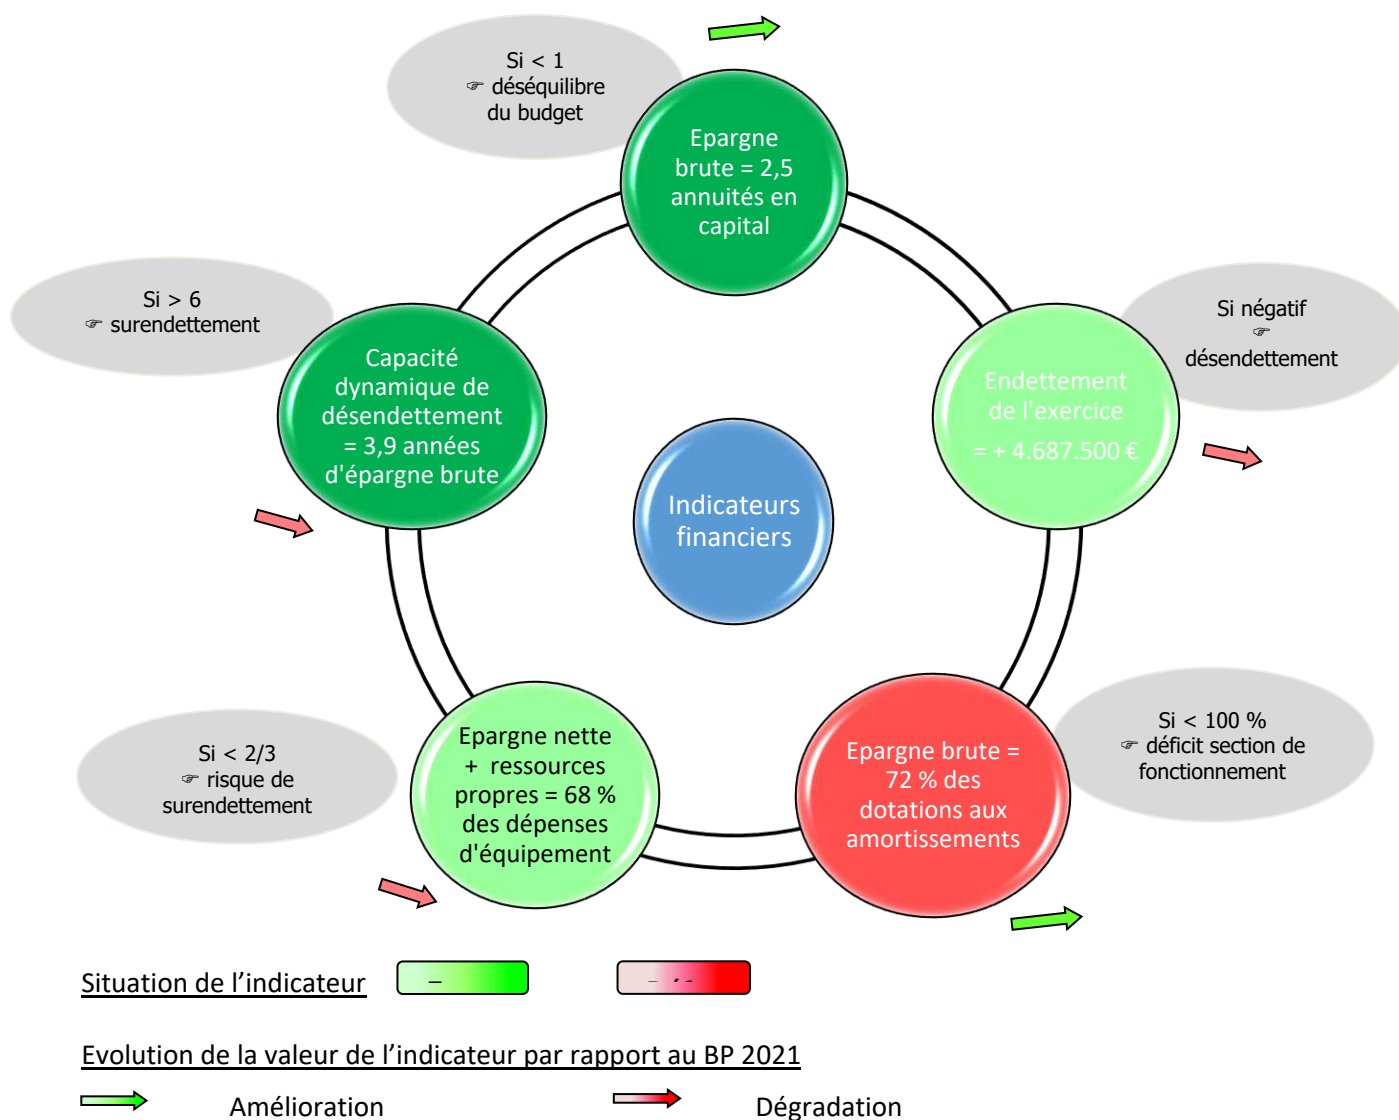 Si < 1
☞ déséquilibre
du budget
Epargne
brute = 2,5
annuités en
capital
Si > 6
☞ surendettement
Si négatif
☞
désendettement
Capacité
dynamique de
désendettement
= 3,9 années
d'épargne brute
Endettement
de l'exercice
= + 4.687.500 €
Indicateurs
financiers
Si < 2/3
☞ risque de
surendettement
Epargne nette
+ ressources
propres = 68 %
des dépenses
d'équipement
Epargne brute =
72 % des
dotations aux
amortissements
Si < 100 %
☞ déficit section de
fonctionnement
Situation de l’indicateur
Evolution de la valeur de l’indicateur par rapport au BP 2021
Amélioration
Dégradation